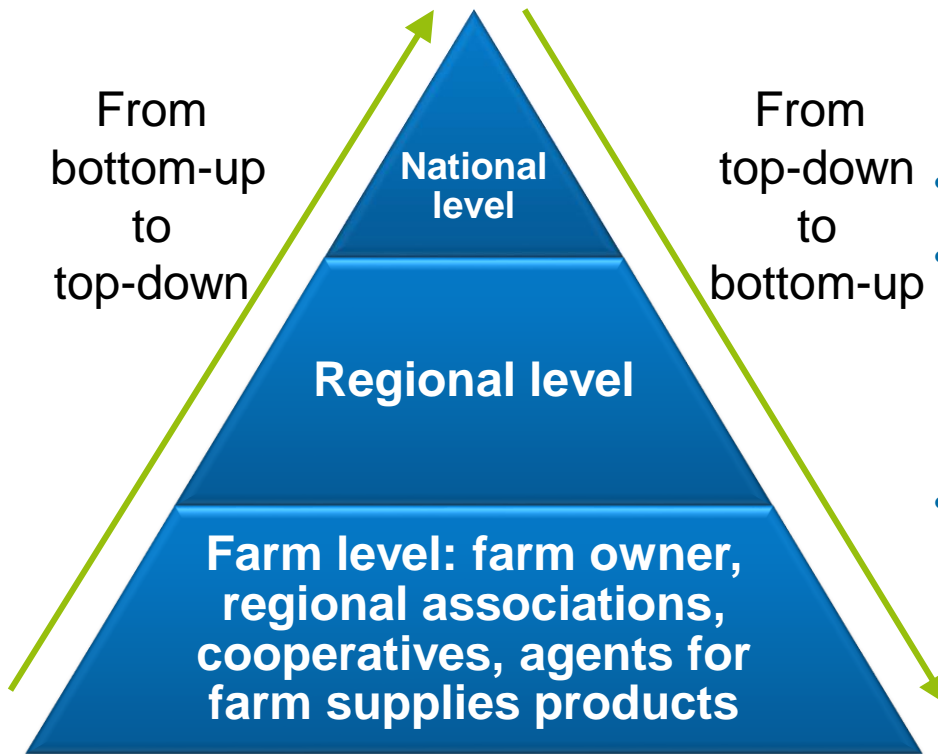 From
bottom-up
to
top-down
National
level
From
top-down
to
bottom-up
Regional level
Farm level: farm owner,
regional associations,
cooperatives, agents for
farm supplies products